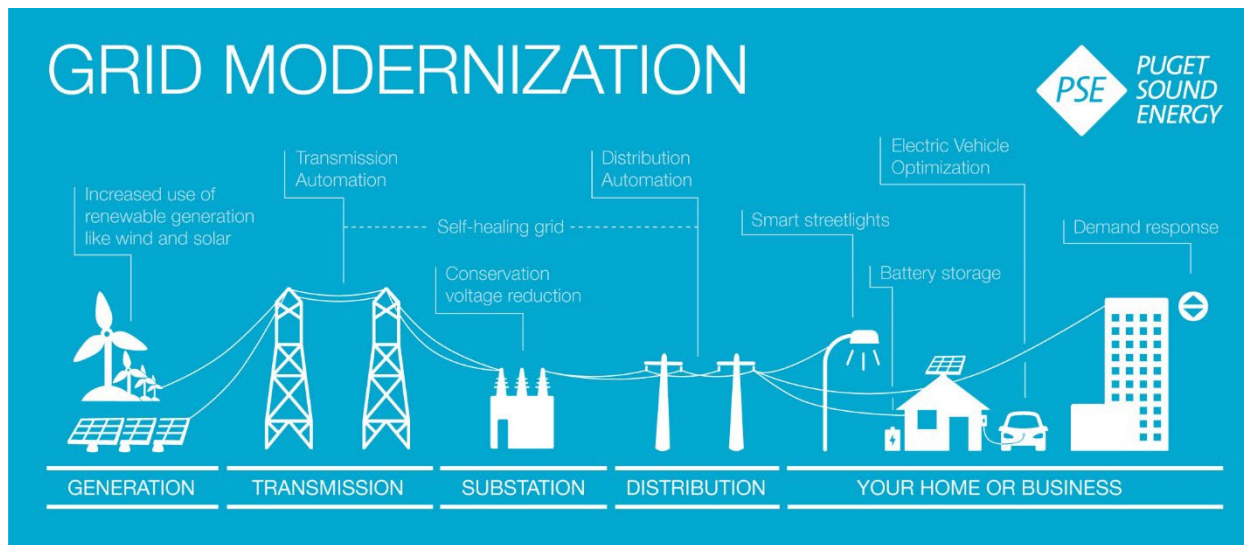 GRID MODERNIZATION
PSE
PUGET
SOUND
ENERGY
Increased use of
renewable generation
like wind and solar
Transmission
Automation
Self-healing grid
Conservation
voltage reduction
Distribution
Automation
Smart streetlights
Electric Vehicle
Optimization
Battery storage
Demand response
GENERATION
TRANSMISSION
SUBSTATION
DISTRIBUTION
YOUR HOME OR BUSINESS